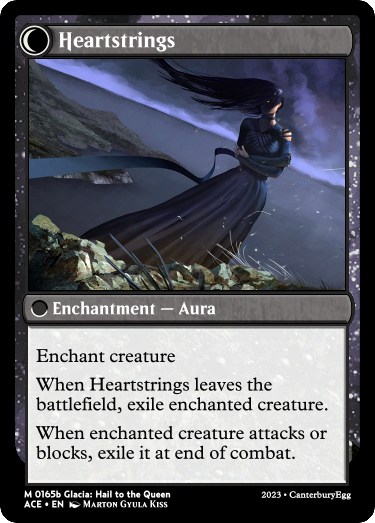 Heartstrings
Enchantment — Aura
Enchant creature
When Heartstrings leaves the
battlefield, exile enchanted creature.
When enchanted creature attacks or
blocks, exile it at end of combat.
M 0165b Glacia: Hail to the Queen
ACE • EN Marton Gyula Kiss
2023 • CanterburyEgg